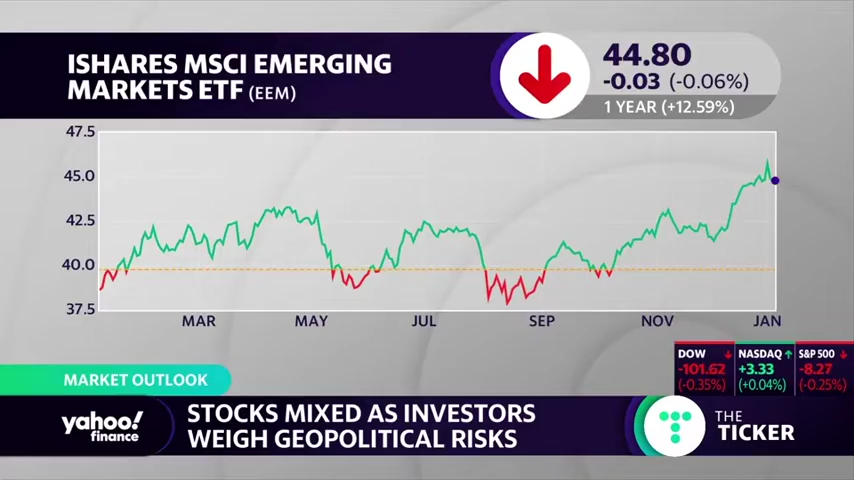 ISHARES MSCI EMERGING
MARKETS ETF (EEM)
44.80
-0.03 (-0.06%)
1 YEAR (+12.59%)
47.5
45.0
42.5
40.0
37.5
MAR MAY JUL SEP NOV JAN
DOW NASDAQ S&P 500
-101.62 +3.33 -8.27
(-0.35%) (+0.04%) (-0.25%)
MARKET OUTLOOK
yahoo!
finance
STOCKS MIXED AS INVESTORS
WEIGH GEOPOLITICAL RISKS
THE
TICKER